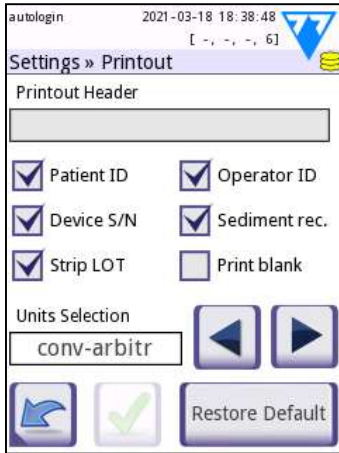 autologin 2021-03-18 18:38:48
[ -, -, -, 6]
Settings » Printout
Printout Header
Patient ID Operator ID
Device S/N Sediment rec.
Strip LOT Print blank
Units Selection
conv-arbitr
Restore Default